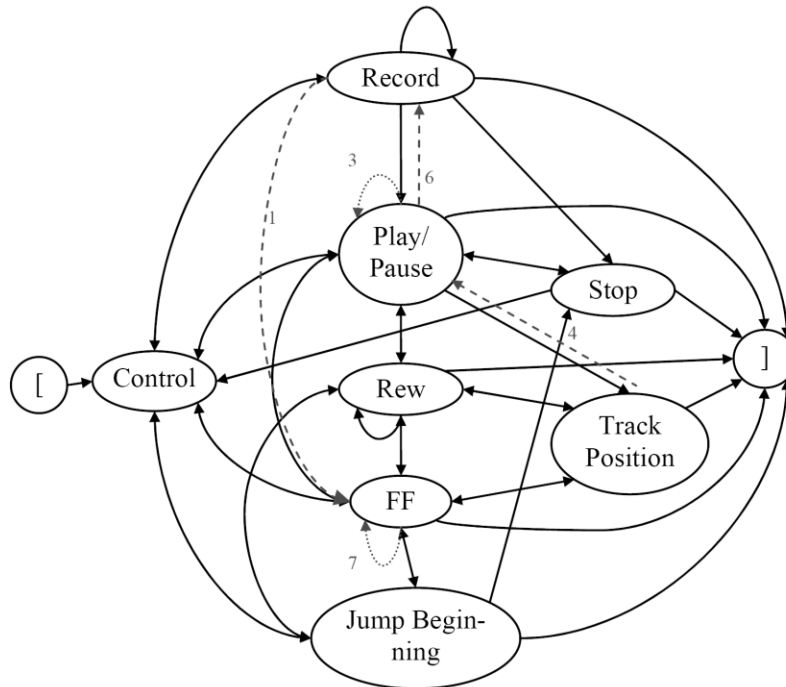 Record
3
6
1
Play/
Pause
Stop
4
[
Control
Rew
]
Track
Position
FF
7
Jump Begin-
ning